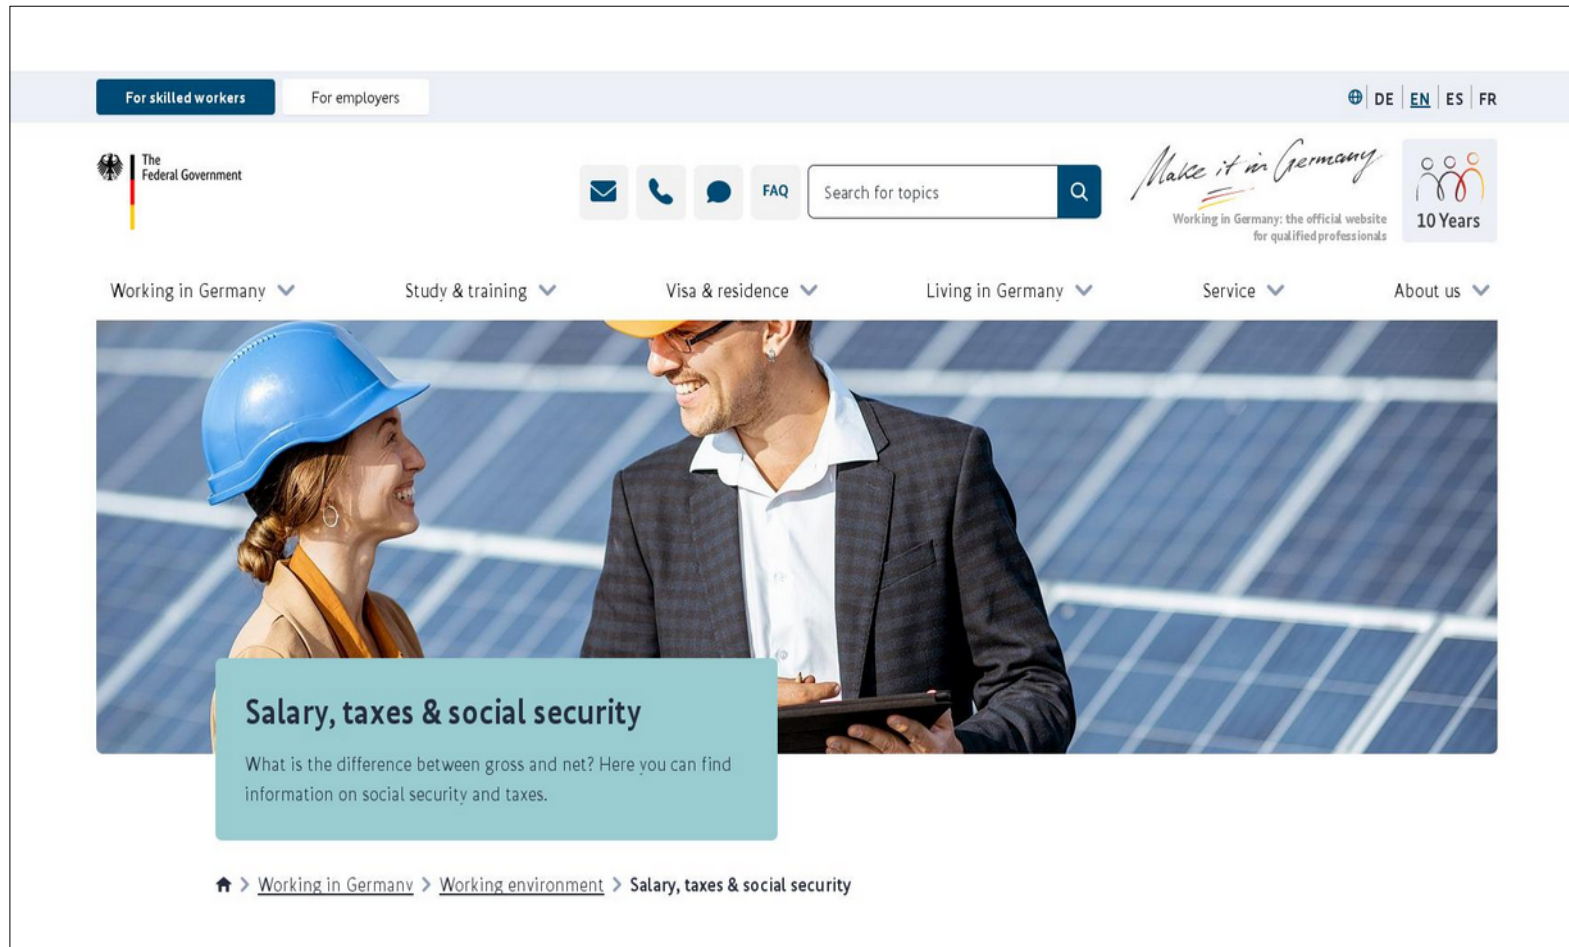 For skilled workers
For employers
DE EN ES FR
The
Federal Government
FAQ
Search for topics
Make it in Germany
Working in Germany: the official website
for qualified professionals
10 Years
Working in Germany
Study & training
Visa & residence
Living in Germany
Service
About us
Salary, taxes & social security
What is the difference between gross and net? Here you can find
information on social security and taxes.
Working in Germany > Working environment > Salary, taxes & social security